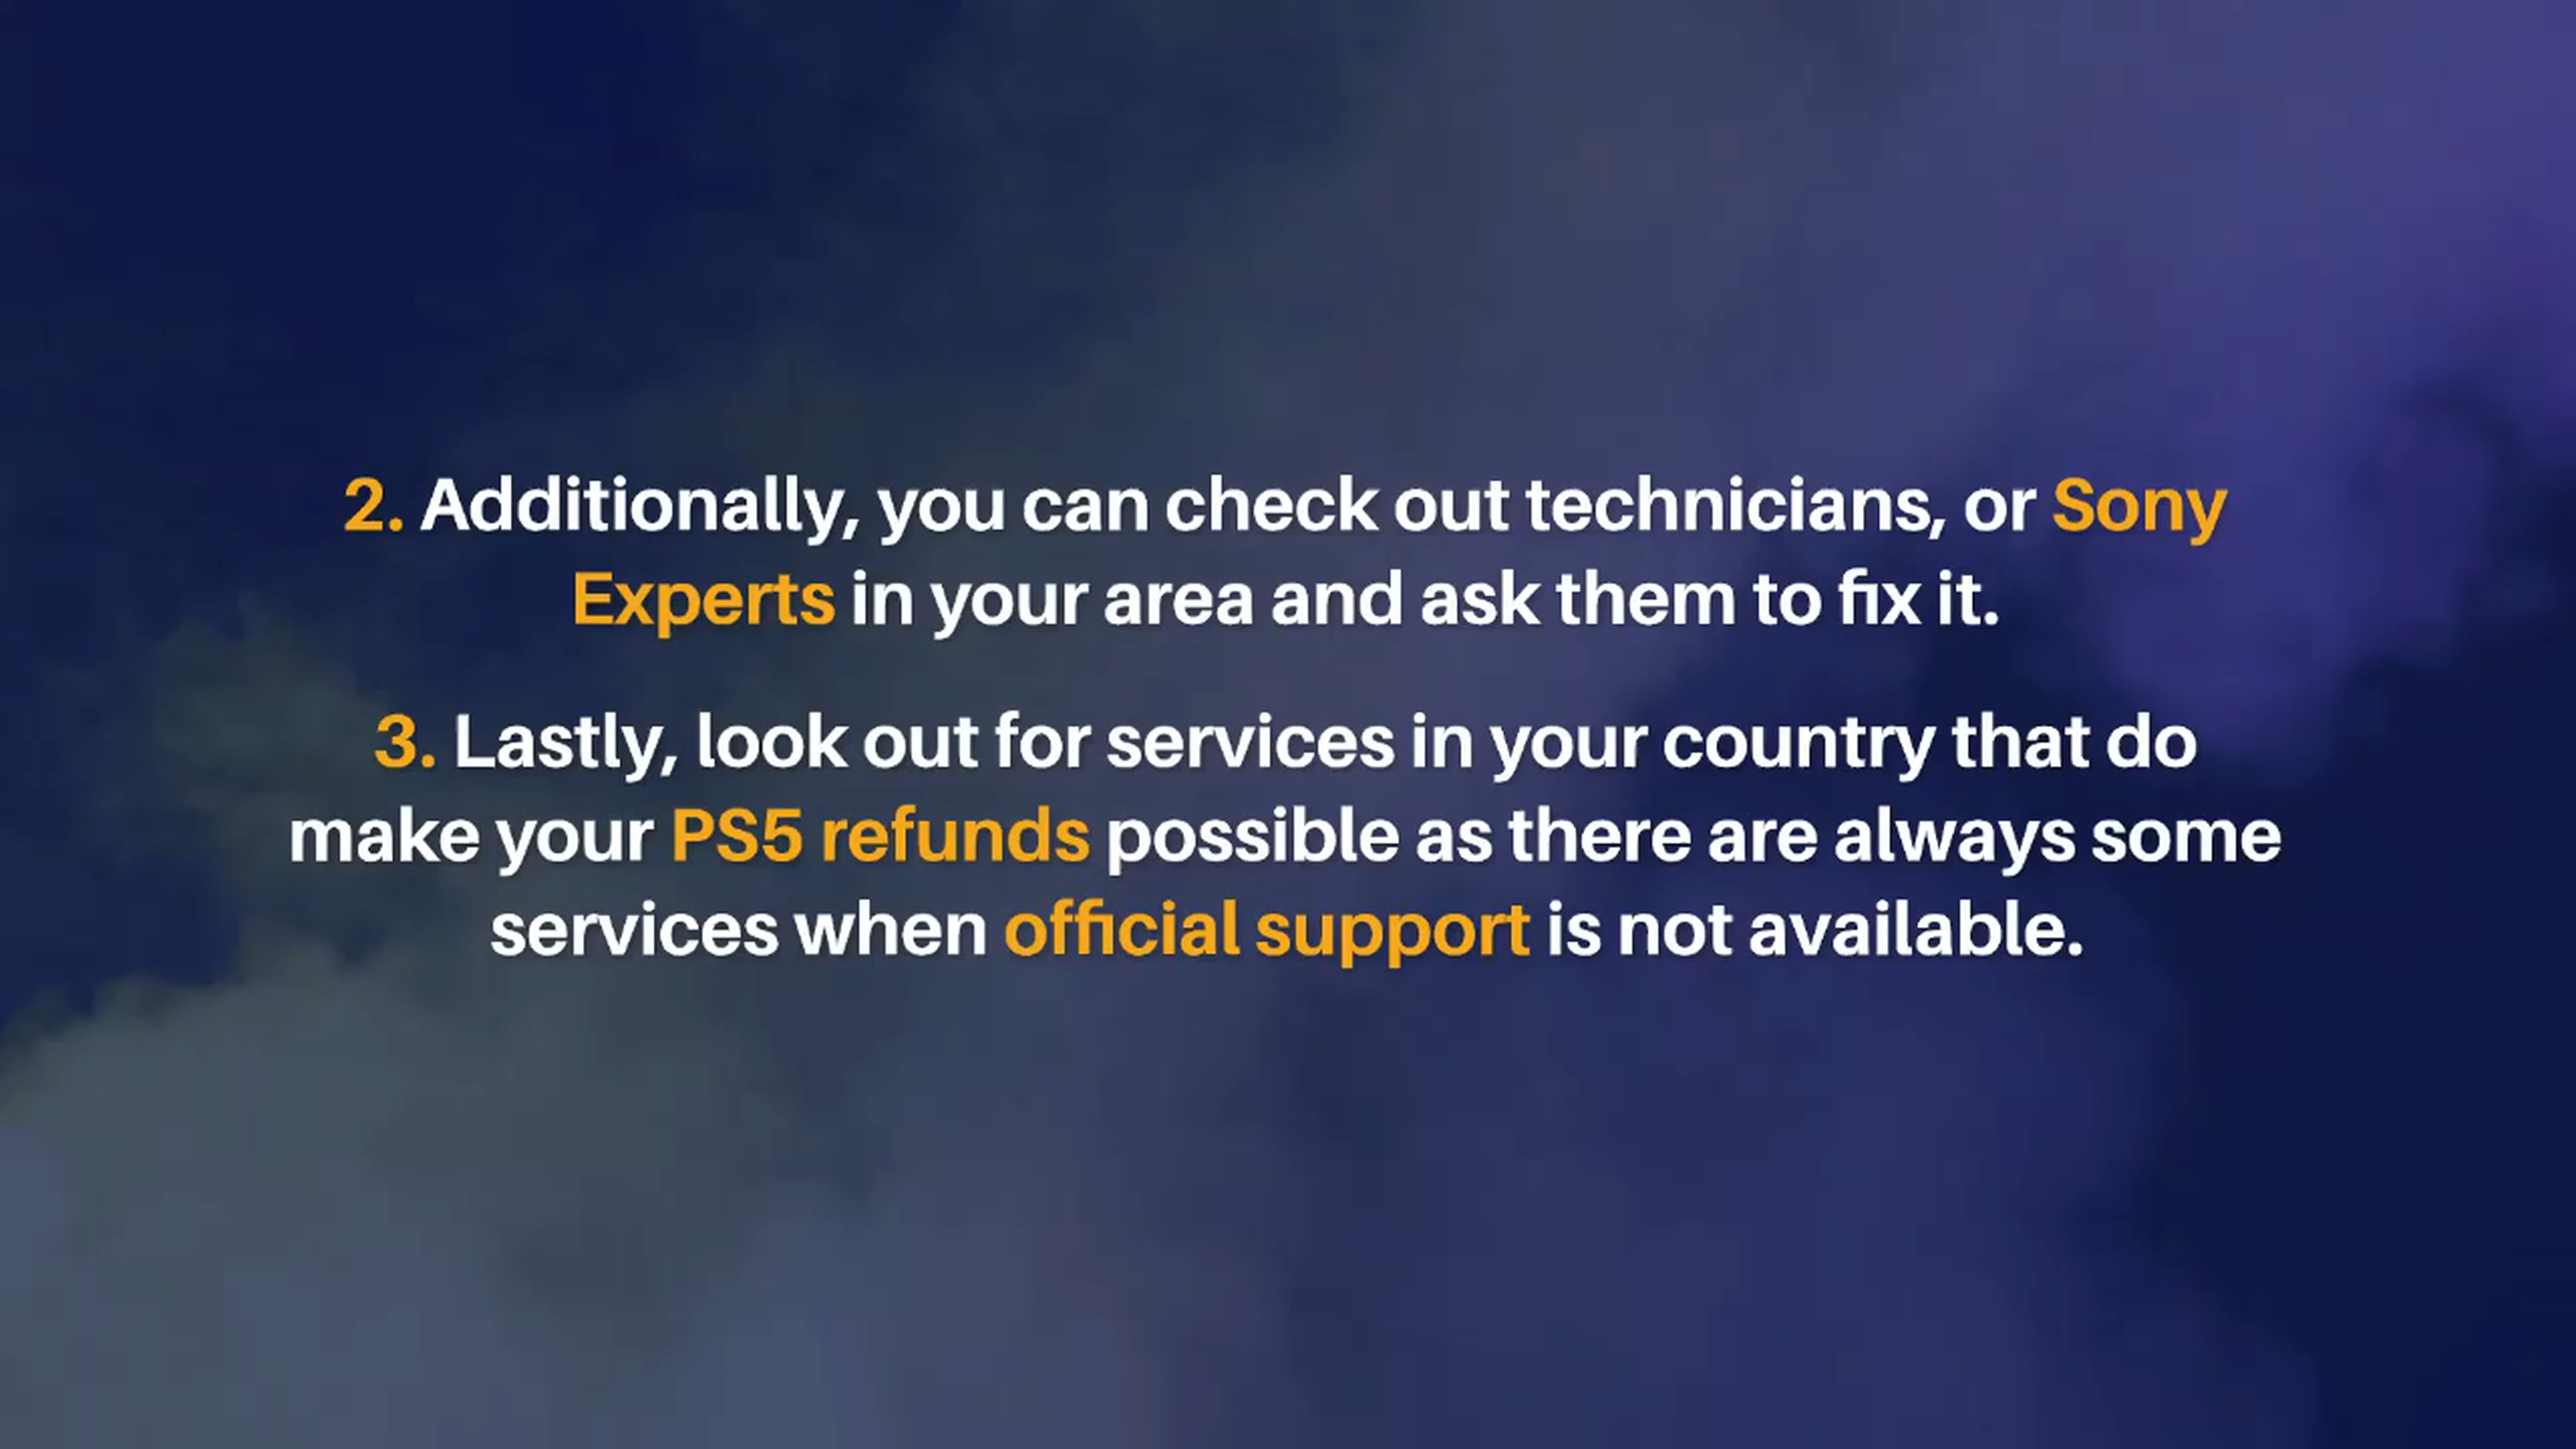 2. Additionally, you can check out technicians, or Sony
Experts in your area and ask them to fix it.
3. Lastly, look out for services in your country that do
make your PS5 refunds possible as there are always some
services when official support is not available.